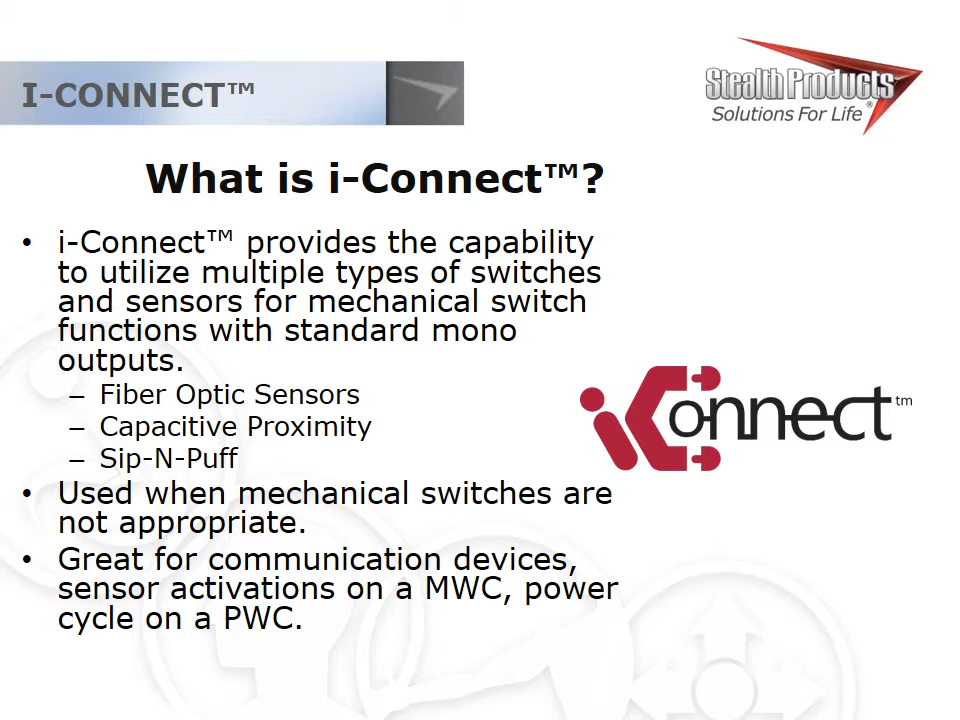 I-CONNECT™
Stealth Products®
Solutions For Life
What is i-Connect™?
• i-Connect™ provides the capability
to utilize multiple types of switches
and sensors for mechanical switch
functions with standard mono
outputs.
– Fiber Optic Sensors
– Capacitive Proximity
– Sip-N-Puff
iConnect™
• Used when mechanical switches are
not appropriate.
• Great for communication devices,
sensor activations on a MWC, power
cycle on a PWC.